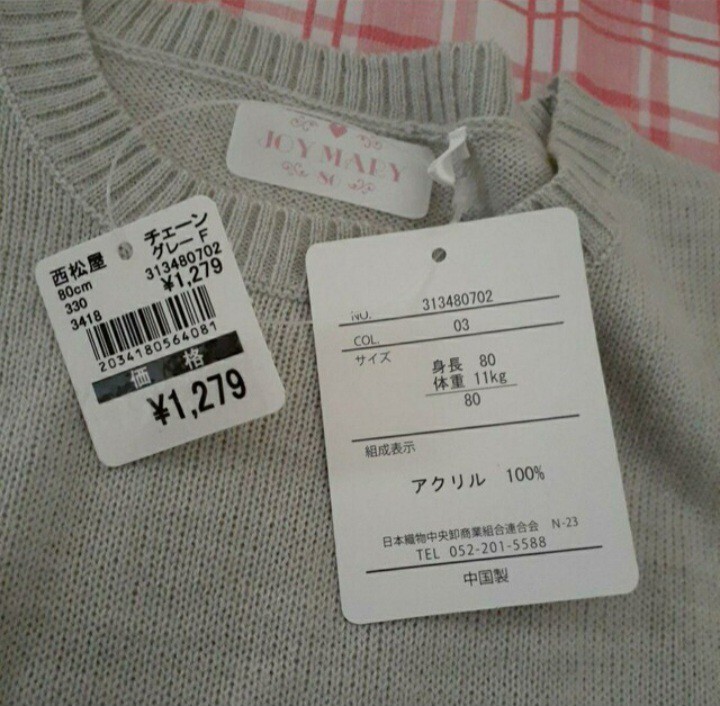 JOY MARY
80
西松屋
80cm
330
3418
チェーン
グレー F
313480702
¥1,279
2034180564081
価 格
¥1,279
NO. 313480702
COL. 03
サイズ
身長 80
体重 11kg
80
組成表示
アクリル 100%
日本織物中央卸商業組合連合会 N-23
TEL 052-201-5588
中国製